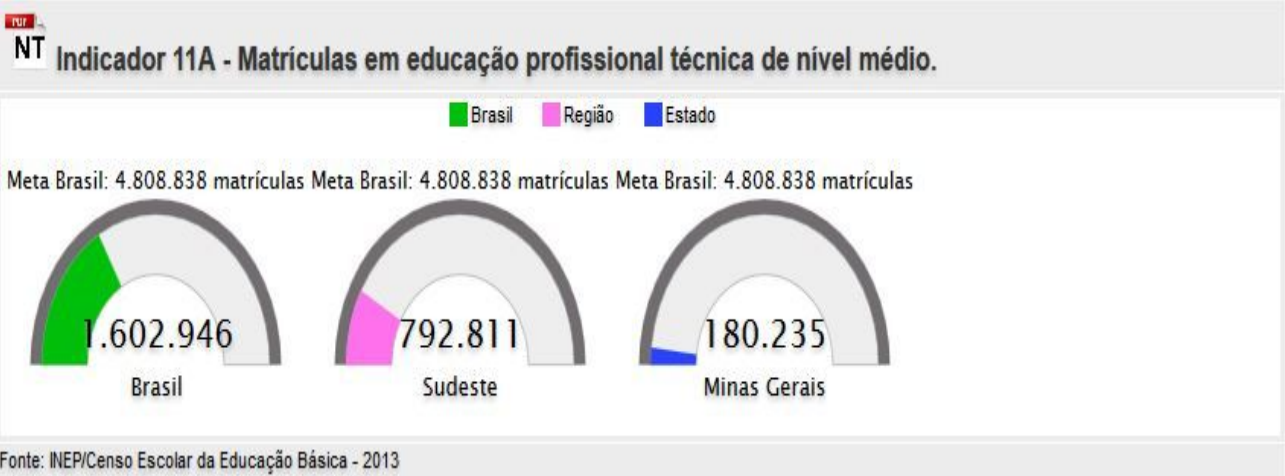 PDF
NT Indicador 11A - Matrículas em educação profissional técnica de nível médio.
Brasil Região Estado
Meta Brasil: 4.808.838 matrículas Meta Brasil: 4.808.838 matrículas Meta Brasil: 4.808.838 matrículas
1.602.946 792.811 180.235
Brasil Sudeste Minas Gerais
Fonte: INEP/Censo Escolar da Educação Básica - 2013